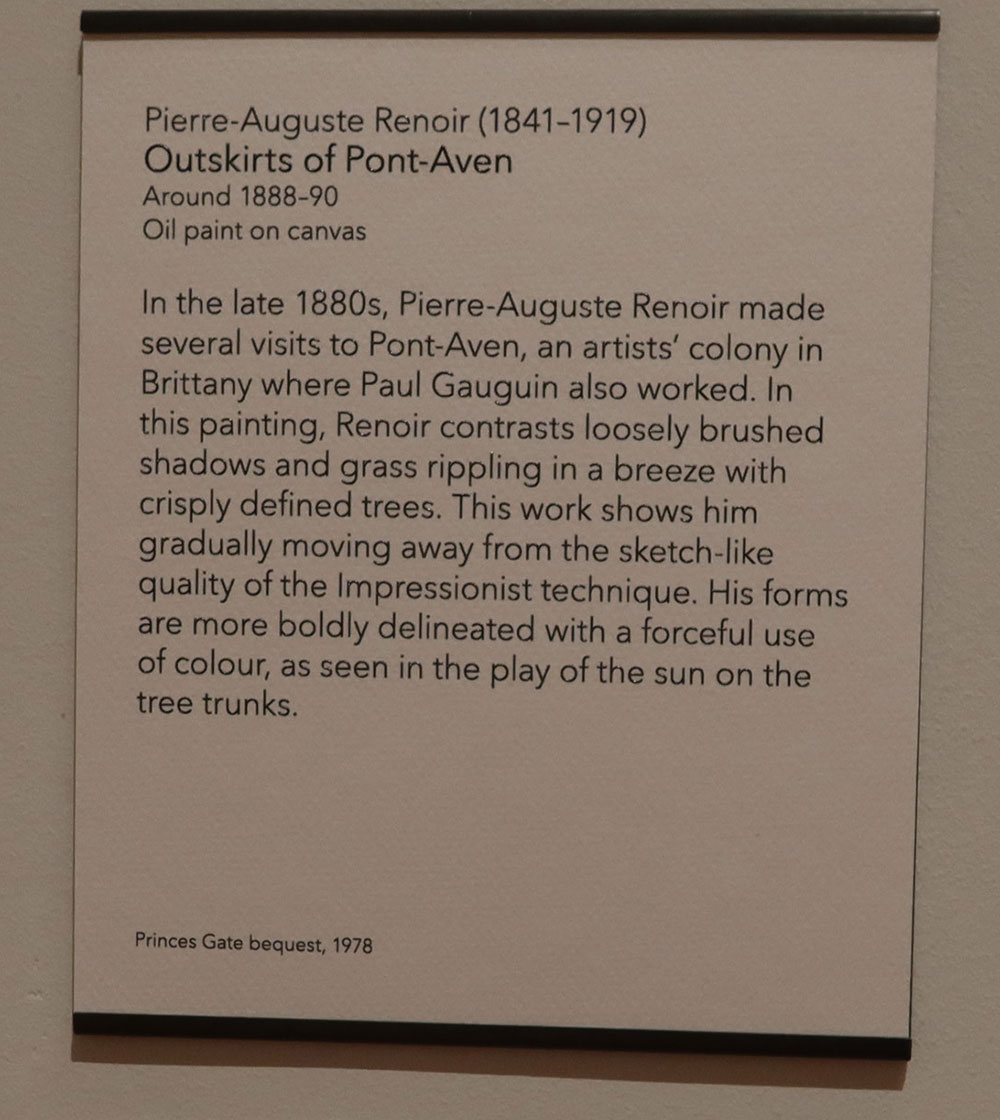 Pierre-Auguste Renoir (1841–1919)
Outskirts of Pont-Aven
Around 1888–90
Oil paint on canvas
In the late 1880s, Pierre-Auguste Renoir made
several visits to Pont-Aven, an artists’ colony in
Brittany where Paul Gauguin also worked. In
this painting, Renoir contrasts loosely brushed
shadows and grass rippling in a breeze with
crisply defined trees. This work shows him
gradually moving away from the sketch-like
quality of the Impressionist technique. His forms
are more boldly delineated with a forceful use
of colour, as seen in the play of the sun on the
tree trunks.
Princes Gate bequest, 1978